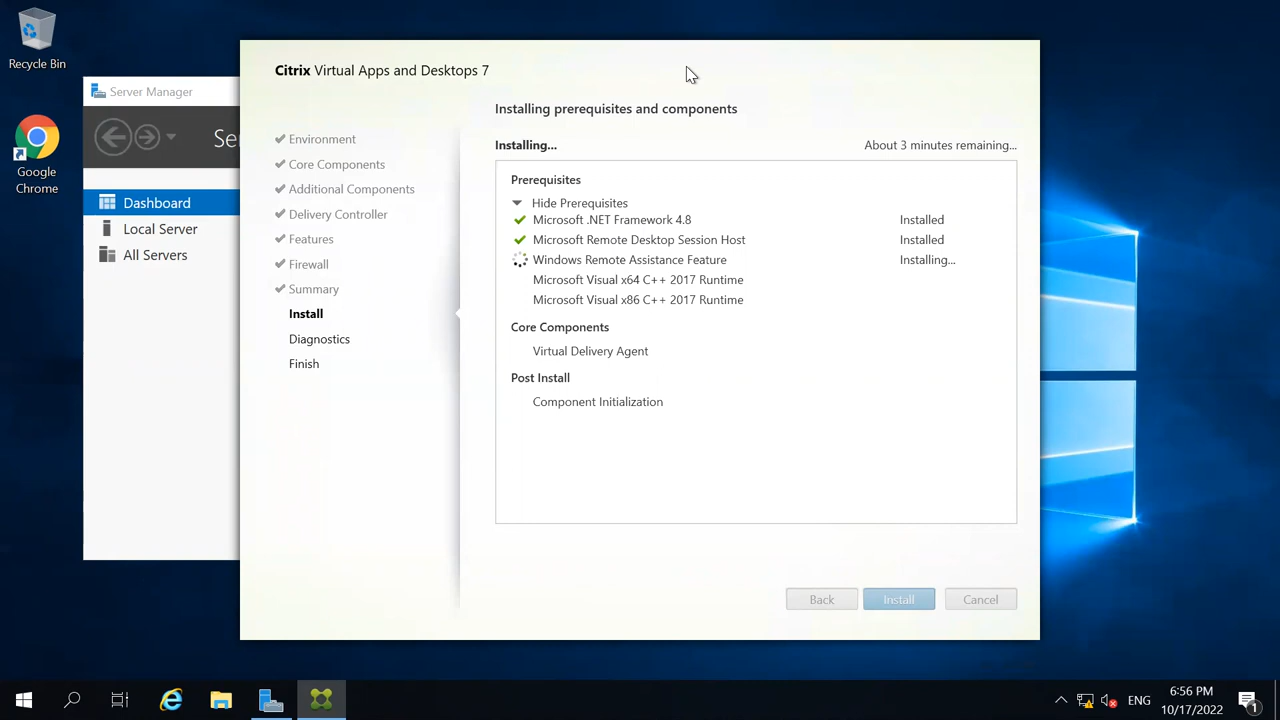 Recycle Bin
Google
Chrome
Server Manager
Se
Dashboard
Local Server
All Servers
Citrix Virtual Apps and Desktops 7
Environment
Core Components
Additional Components
Delivery Controller
Features
Firewall
Summary
Install
Diagnostics
Finish
Installing prerequisites and components
Installing... About 3 minutes remaining...
Prerequisites
Hide Prerequisites
Microsoft .NET Framework 4.8 Installed
Microsoft Remote Desktop Session Host Installed
Windows Remote Assistance Feature Installing...
Microsoft Visual x64 C++ 2017 Runtime
Microsoft Visual x86 C++ 2017 Runtime
Core Components
Virtual Delivery Agent
Post Install
Component Initialization
Back Install Cancel
ENG
6:56 PM
10/17/2022
1